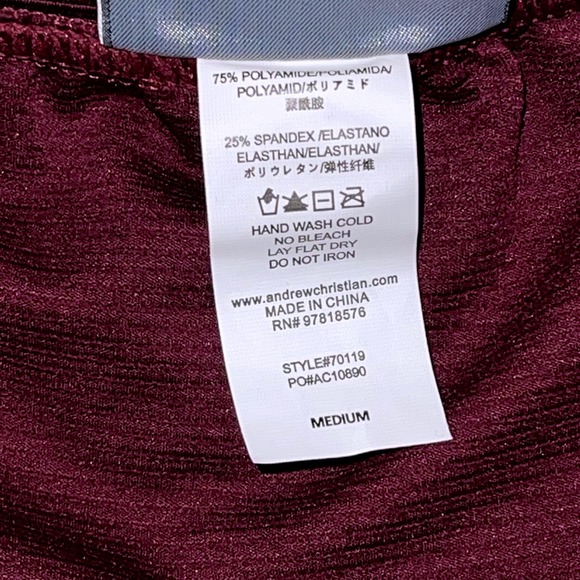 75% POLYAMIDE/POLIAMIDA/
POLYAMID/ポリアミド
聚酰胺
25% SPANDEX /ELASTANO
ELASTHAN/ELASTHAN/
ポリウレタン/弹性纤维
HAND WASH COLD
NO BLEACH
LAY FLAT DRY
DO NOT IRON
www.andrewchristian.com
MADE IN CHINA
RN# 97818576
STYLE#70119
PO#AC10890
MEDIUM